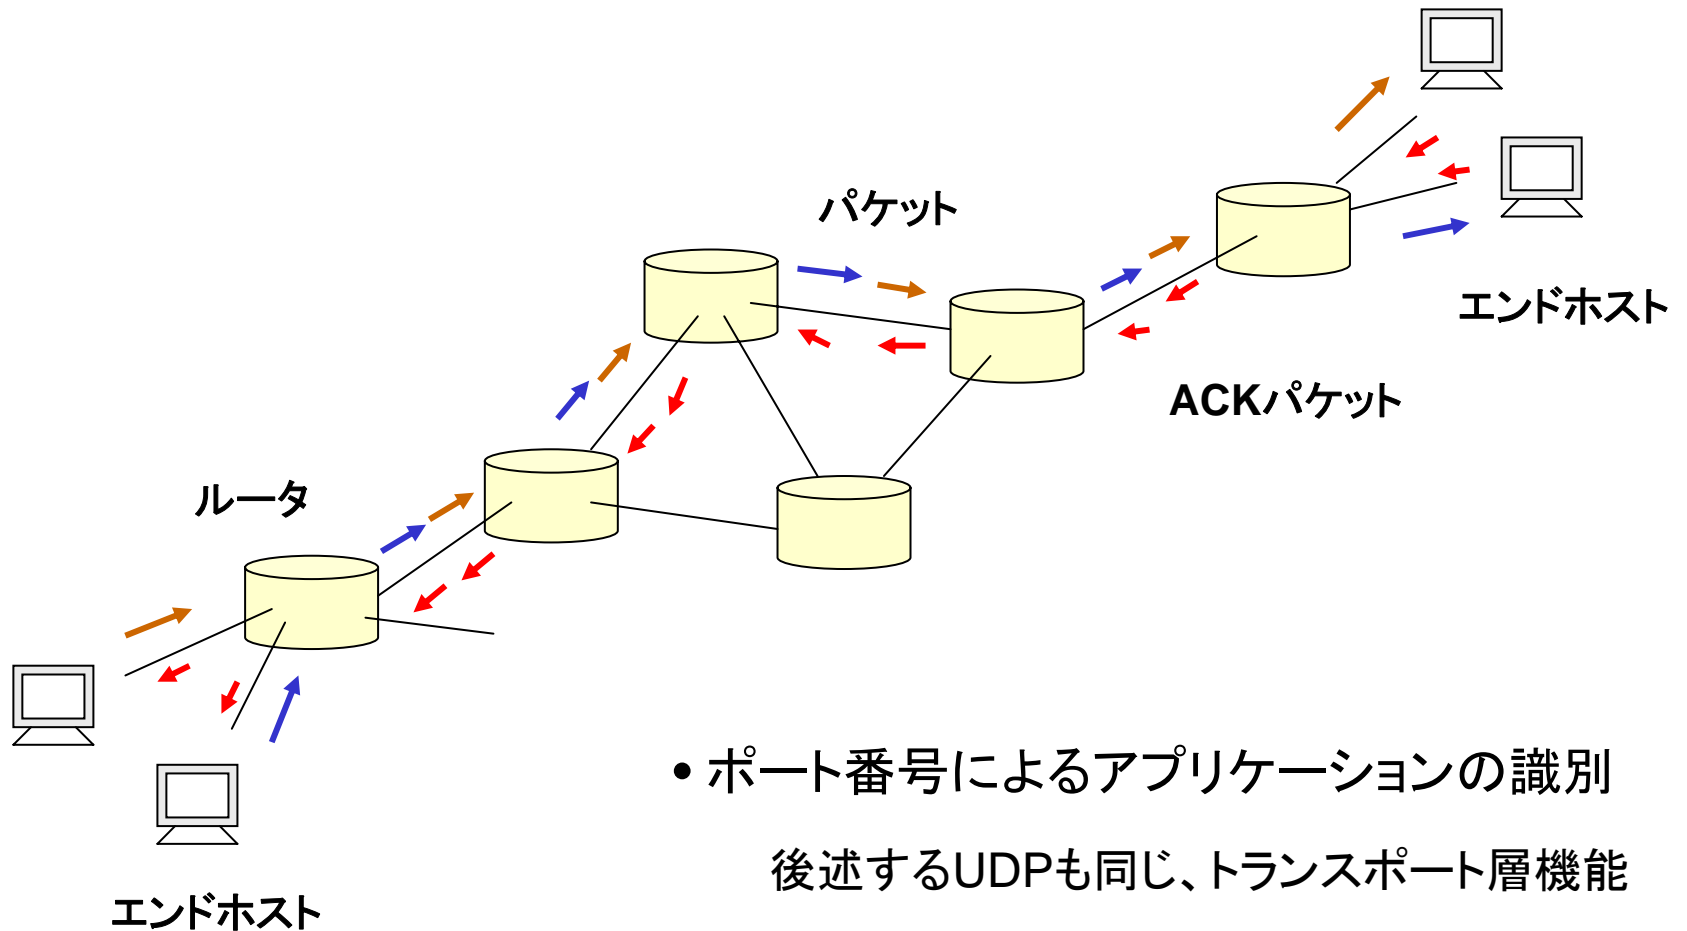 パケット
エンドホスト
ACKパケット
ルータ
• ポート番号によるアプリケーションの識別
後述するUDPも同じ、トランスポート層機能
エンドホスト